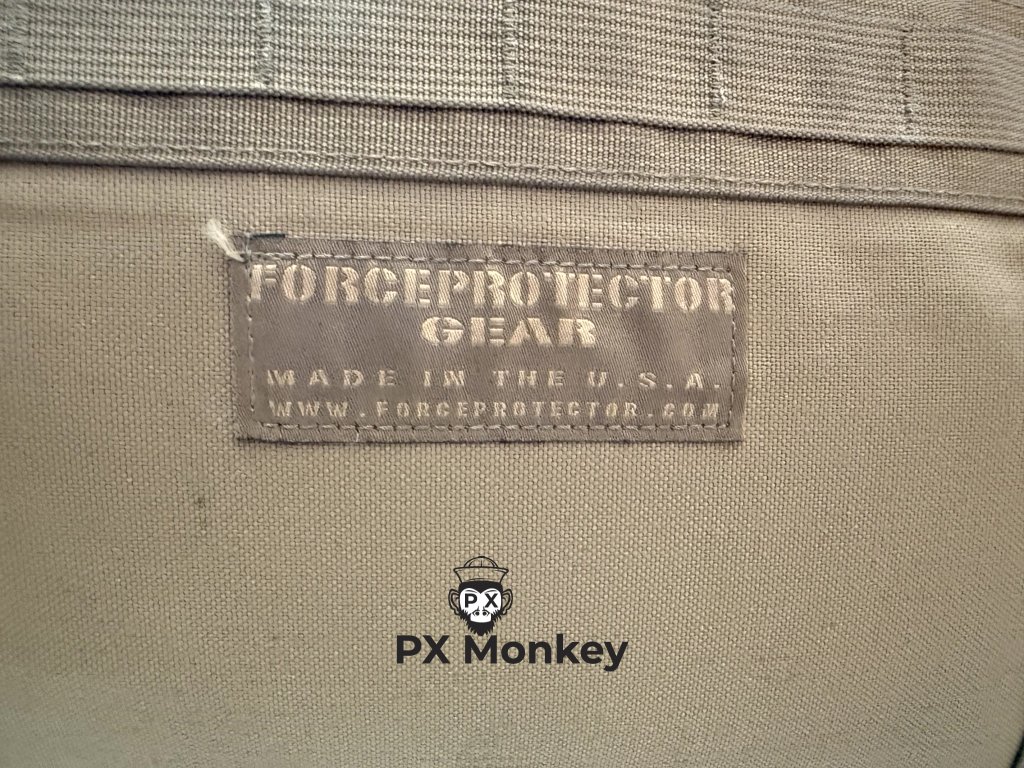 FORCEPROTECTOR
GEAR
MADE IN THE U.S.A.
WWW.FORCEPROTECTOR.COM
PX
PX Monkey